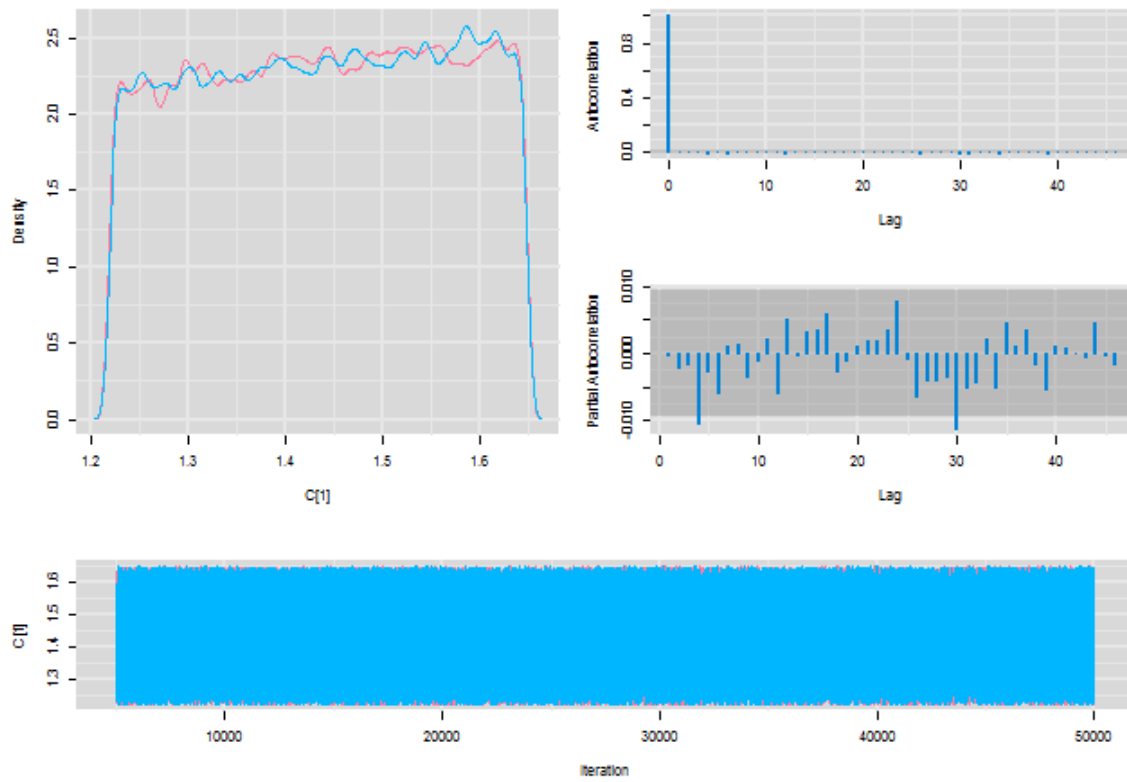 2.5
2.0
1.5
1.0
0.5
0.0
Density
1.2 1.3 1.4 1.5 1.6
C[1]
0.8
0.4
0.0
Autocorrelation
0 10 20 30 40
Lag
0.010
0.000
-0.010
Partial Autocorrelation
0 10 20 30 40
Lag
1.6
1.5
1.4
1.3
C[1]
10000 20000 30000 40000 50000
Iteration